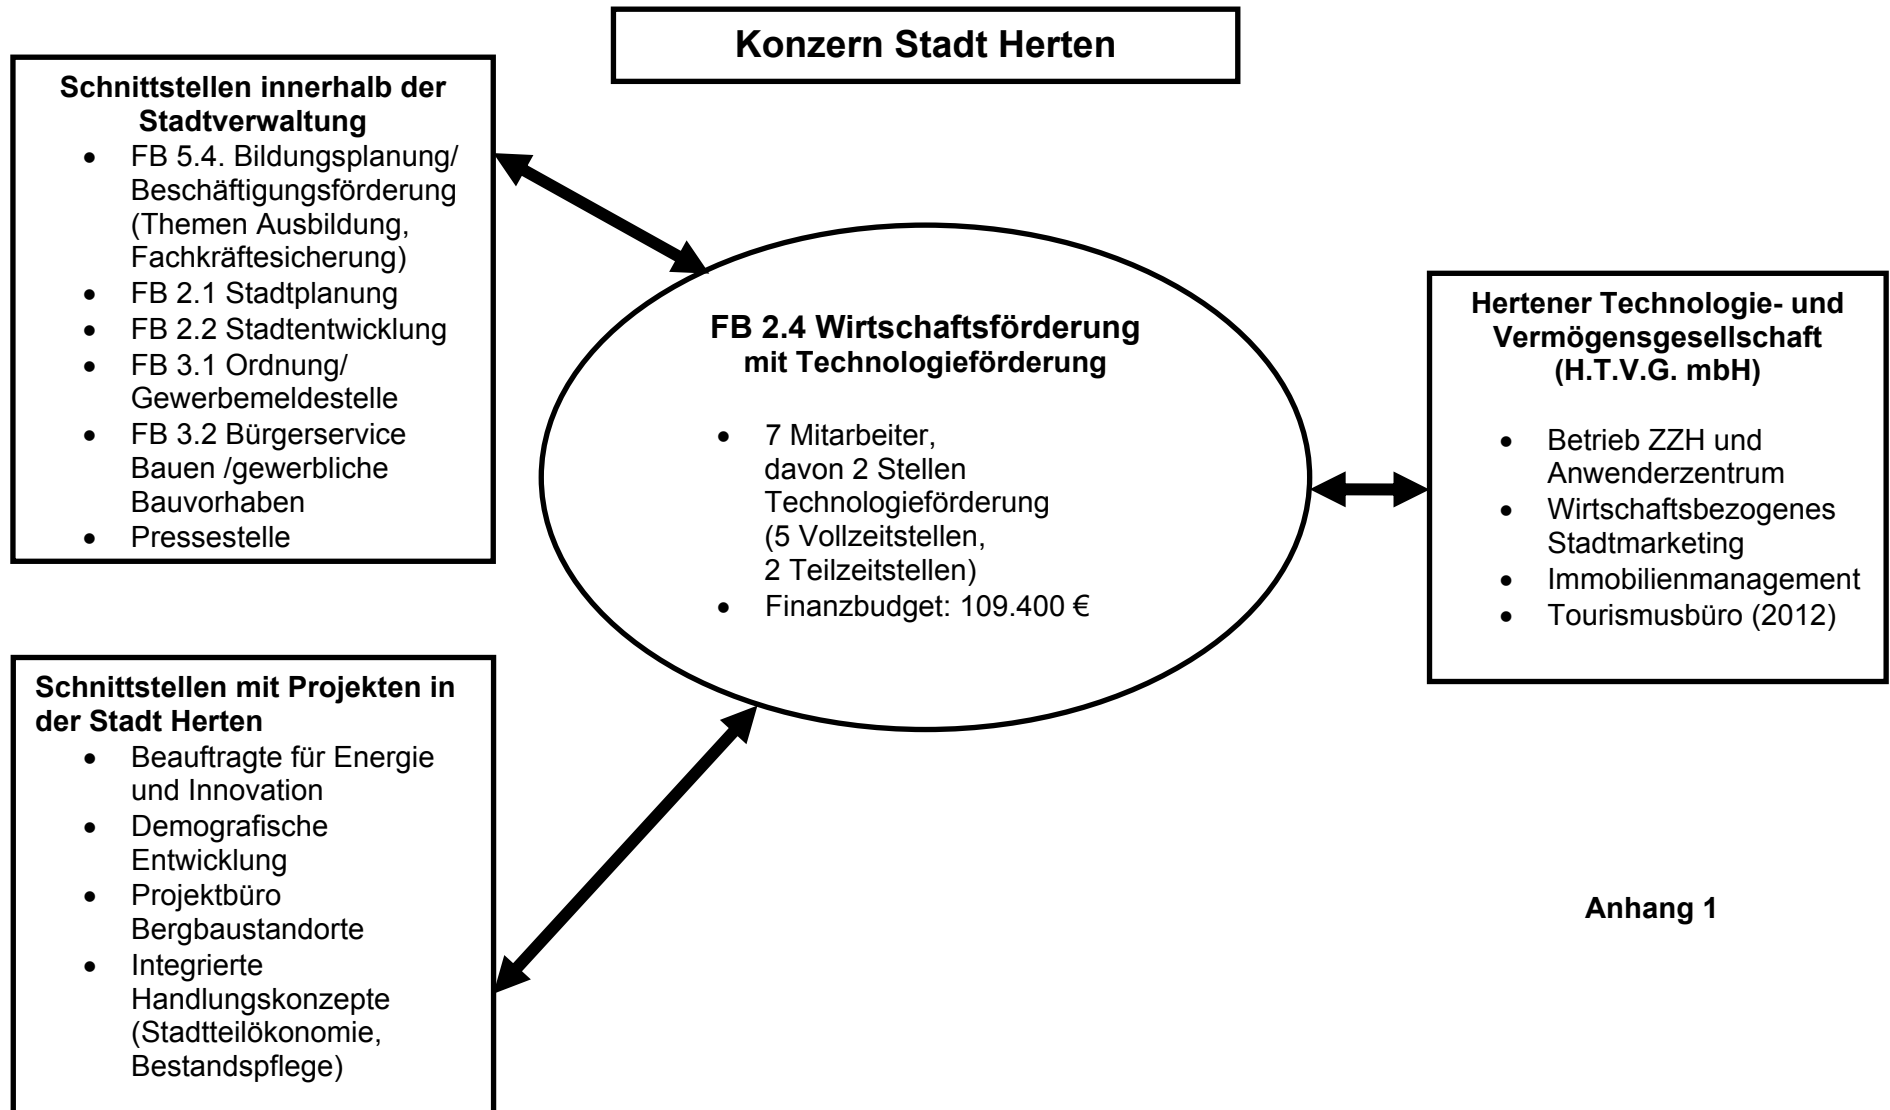 Konzern Stadt Herten
Schnittstellen innerhalb der
Stadtverwaltung
• FB 5.4. Bildungsplanung/
Beschäftigungsförderung
(Themen Ausbildung,
Fachkräftesicherung)
• FB 2.1 Stadtplanung
• FB 2.2 Stadtentwicklung
• FB 3.1 Ordnung/
Gewerbemeldestelle
• FB 3.2 Bürgerservice
Bauen /gewerbliche
Bauvorhaben
• Pressestelle
FB 2.4 Wirtschaftsförderung
mit Technologieförderung
• 7 Mitarbeiter,
davon 2 Stellen
Technologieförderung
(5 Vollzeitstellen,
2 Teilzeitstellen)
• Finanzbudget: 109.400 €
Hertener Technologie- und
Vermögensgesellschaft
(H.T.V.G. mbH)
• Betrieb ZZH und
Anwenderzentrum
• Wirtschaftsbezogenes
Stadtmarketing
• Immobilienmanagement
• Tourismusbüro (2012)
Schnittstellen mit Projekten in
der Stadt Herten
• Beauftragte für Energie
und Innovation
• Demografische
Entwicklung
• Projektbüro
Bergbaustandorte
• Integrierte
Handlungskonzepte
(Stadtteilökonomie,
Bestandspflege)
Anhang 1